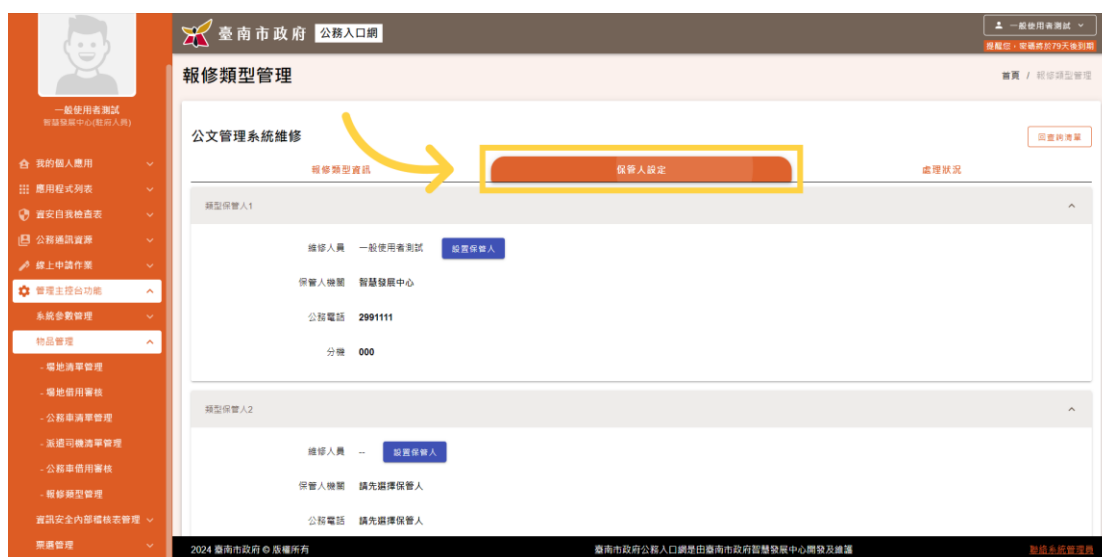 臺南市政府 公務入口網
一般使用者測試
提醒您，密碼將於79天後到期
一般使用者測試
智慧發展中心(駐府人員)
我的個人應用
應用程式列表
資安自我檢查表
公務通訊資源
線上申請作業
管理主控台功能
系統參數管理
物品管理
- 場地清單管理
- 場地借用審核
- 公務車清單管理
- 派遣司機清單管理
- 公務車借用審核
- 報修類型管理
資訊安全內部稽核表管理
票選管理
報修類型管理
首頁 / 報修類型管理
公文管理系統維修
回查詢清單
報修類型資訊
保管人設定
處理狀況
類型保管人1
維修人員 一般使用者測試 設置保管人
保管人機關 智慧發展中心
公務電話 2991111
分機 000
類型保管人2
維修人員 -- 設置保管人
保管人機關 請先選擇保管人
公務電話 請先選擇保管人
2024 臺南市政府 © 版權所有
臺南市政府公務入口網是由臺南市政府智慧發展中心開發及維護
聯絡系統管理員